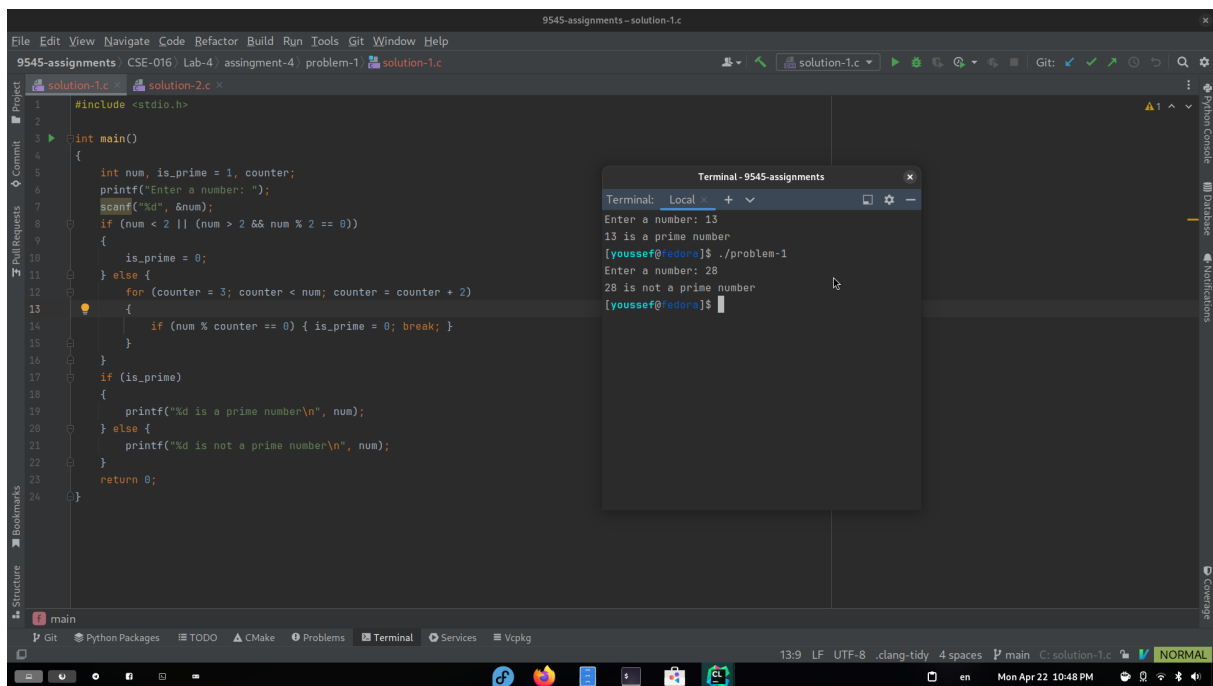 9545-assignments – solution-1.c
File Edit View Navigate Code Refactor Build Run Tools Git Window Help
9545-assignments CSE-016 Lab-4 assingment-4 problem-1 solution-1.c
solution-1.c
Git:
solution-1.c
solution-2.c
Project
Commit
Pull Requests
Bookmarks
Structure
1 #include <stdio.h>
2
3 int main()
4 {
5 int num, is_prime = 1, counter;
6 printf("Enter a number: ");
7 scanf("%d", &num);
8 if (num < 2 || (num > 2 && num % 2 == 0))
9 {
10 is_prime = 0;
11 } else {
12 for (counter = 3; counter < num; counter = counter + 2)
13 {
14 if (num % counter == 0) { is_prime = 0; break; }
15 }
16 }
17 if (is_prime)
18 {
19 printf("%d is a prime number\n", num);
20 } else {
21 printf("%d is not a prime number\n", num);
22 }
23 return 0;
24 }
1
Terminal - 9545-assignments
Terminal: Local
Enter a number: 13
13 is a prime number
[youssef@fedora]$ ./problem-1
Enter a number: 28
28 is not a prime number
[youssef@fedora]$
Python Console
Database
Notifications
Coverage
f main
Git Python Packages TODO CMake Problems Terminal Services Vcpkg
13:9 LF UTF-8 .clang-tidy 4 spaces main C: solution-1.c NORMAL
CL
en Mon Apr 22 10:48 PM